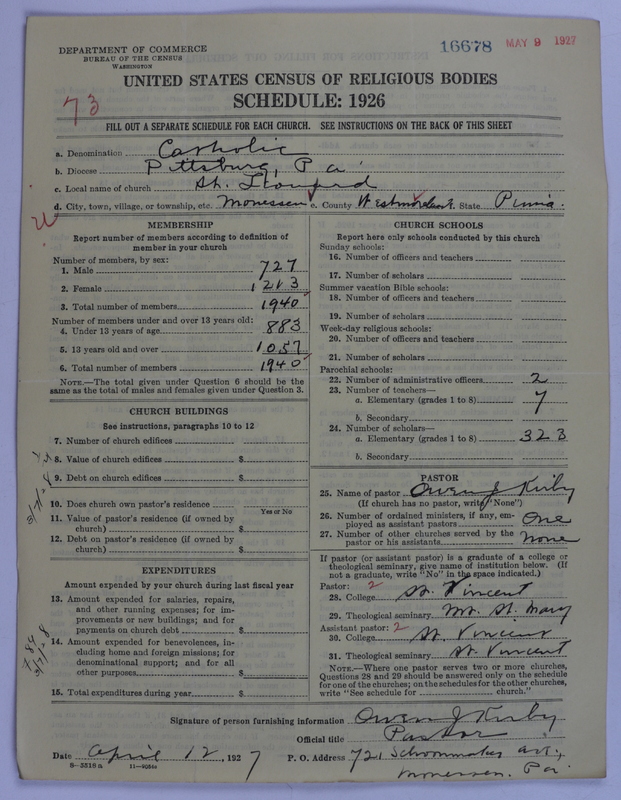 DEPARTMENT OF COMMERCE
BUREAU OF THE CENSUS
WASHINGTON
16678 MAY 9 1927
UNITED STATES CENSUS OF RELIGIOUS BODIES
SCHEDULE: 1926
73
FILL OUT A SEPARATE SCHEDULE FOR EACH CHURCH. SEE INSTRUCTIONS ON THE BACK OF THIS SHEET
a. Denomination Catholic
b. Diocese Pittsburg, Pa
c. Local name of church St. Leonard
d. City, town, village, or township, etc. Monessen e. County Westmoreland. State Penna.
MEMBERSHIP
Report number of members according to definition of
member in your church
Number of members, by sex:
1. Male 727
2. Female 1213
3. Total number of members 1940
Number of members under and over 13 years old:
4. Under 13 years of age 883
5. 13 years old and over 1057
6. Total number of members 1940
NOTE.—The total given under Question 6 should be the
same as the total of males and females given under Question 3.
CHURCH BUILDINGS
See instructions, paragraphs 10 to 12
7. Number of church edifices
8. Value of church edifices $
9. Debt on church edifices $
10. Does church own pastor's residence
Yes or No
11. Value of pastor's residence (if owned by
church) $
12. Debt on pastor's residence (if owned by
church) $
EXPENDITURES
Amount expended by your church during last fiscal year
13. Amount expended for salaries, repairs,
and other running expenses; for im-
provements or new buildings; and for
payments on church debt $
14. Amount expended for benevolences, in-
cluding home and foreign missions; for
denominational support; and for all
other purposes $
15. Total expenditures during year $
CHURCH SCHOOLS
Report here only schools conducted by this church
Sunday schools:
16. Number of officers and teachers
17. Number of scholars
Summer vacation Bible schools:
18. Number of officers and teachers
19. Number of scholars
Week-day religious schools:
20. Number of officers and teachers
21. Number of scholars
Parochial schools:
22. Number of administrative officers 2
23. Number of teachers—
a. Elementary (grades 1 to 8) 7
b. Secondary
24. Number of scholars—
a. Elementary (grades 1 to 8) 323
b. Secondary
PASTOR
25. Name of pastor Owen J Kirby
(If church has no pastor, write "None")
26. Number of ordained ministers, if any, em-
ployed as assistant pastors One
27. Number of other churches served by the
pastor or his assistants none
If pastor (or assistant pastor) is a graduate of a college or
theological seminary, give name of institution below. (If
not a graduate, write "No" in the space indicated.)
Pastor: 2
28. College St. Vincent
29. Theological seminary Mt. St. Mary
Assistant pastor: 2
30. College St. Vincent
31. Theological seminary St. Vincent
NOTE.—Where one pastor serves two or more churches,
Questions 28 and 29 should be answered only on the schedule
for one of the churches; on the schedules for the other churches,
write "See schedule for church."
Signature of person furnishing information Owen J Kirby
Official title Pastor
Date April 12, 1927
P. O. Address 721 Schoonmaker ave.,
Monessen. Pa.
8—5516a 11—9054a